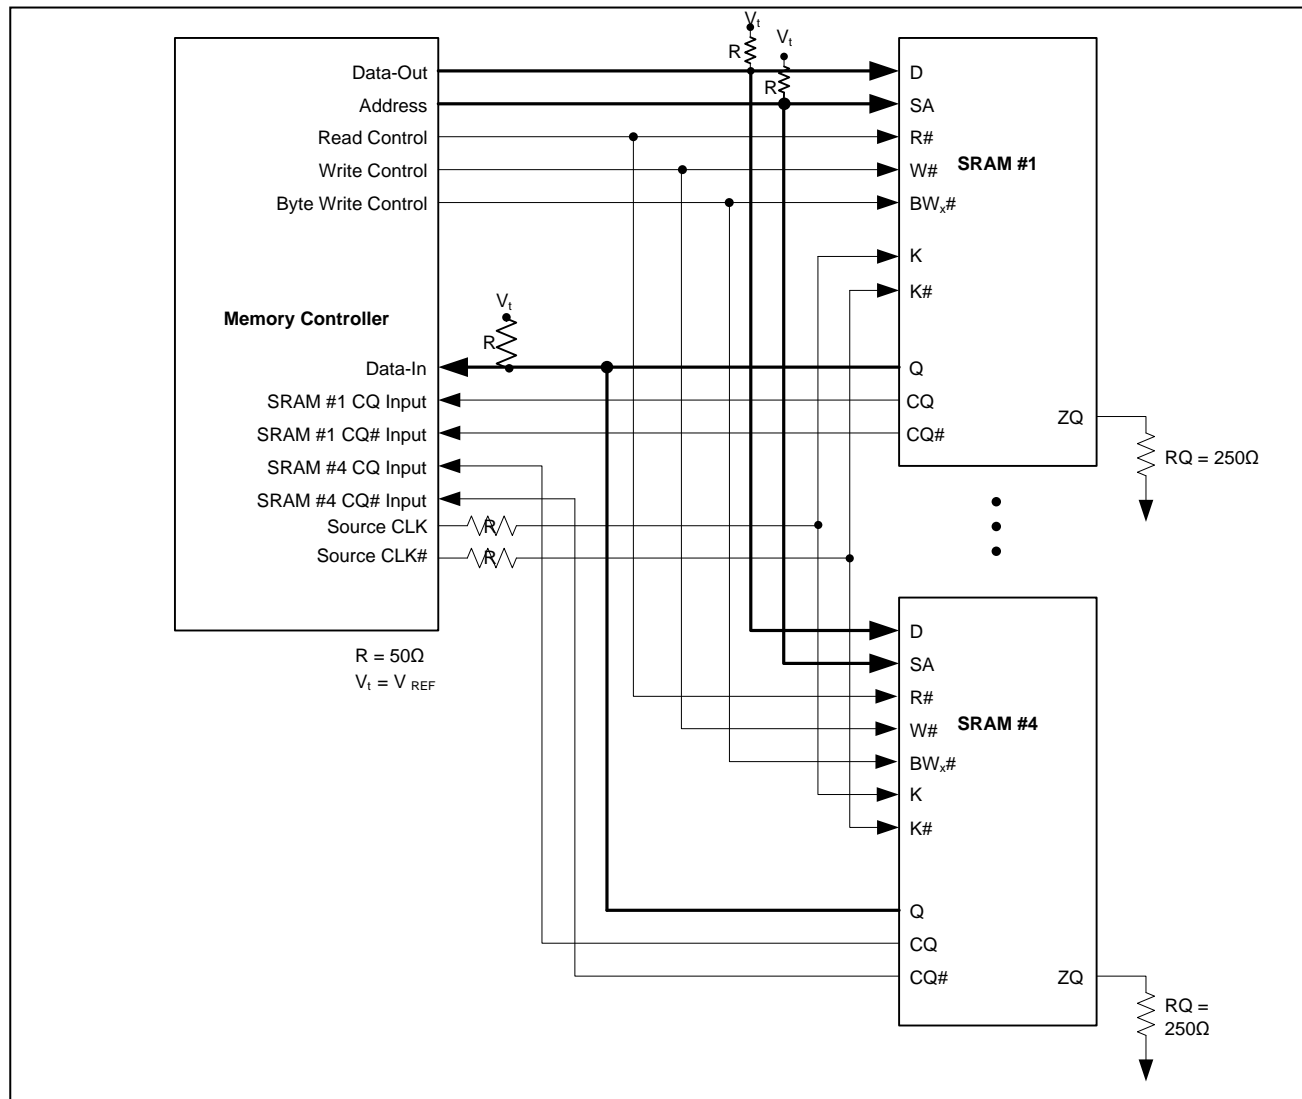 Vt
Vt
R
R
Data-Out
Address
Read Control
Write Control
Byte Write Control
Memory Controller
Vt
R
Data-In
SRAM #1 CQ Input
SRAM #1 CQ# Input
SRAM #4 CQ Input
SRAM #4 CQ# Input
Source CLK
R
Source CLK#
R
R = 50Ω
Vt = V REF
D
SA
R#
SRAM #1
W#
BWx#
K
K#
Q
CQ
ZQ
CQ#
RQ = 250Ω
D
SA
R#
SRAM #4
W#
BWx#
K
K#
Q
CQ
CQ#
ZQ
RQ =
250Ω